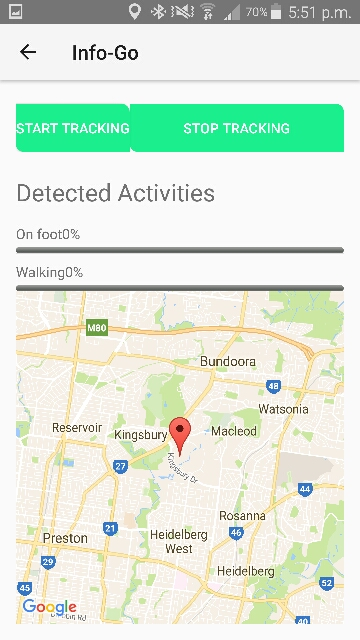 70% 5:51 p.m.
Info-Go
START TRACKING STOP TRACKING
Detected Activities
On foot0%
Walking0%
M80
Bundoora
48
Watsonia
Reservoir
Kingsbury
Macleod
27
Kingsbury Dr
44
Rosanna
21
46
Preston
Heidelberg
West
29
Heidelberg
52
45
Google
40